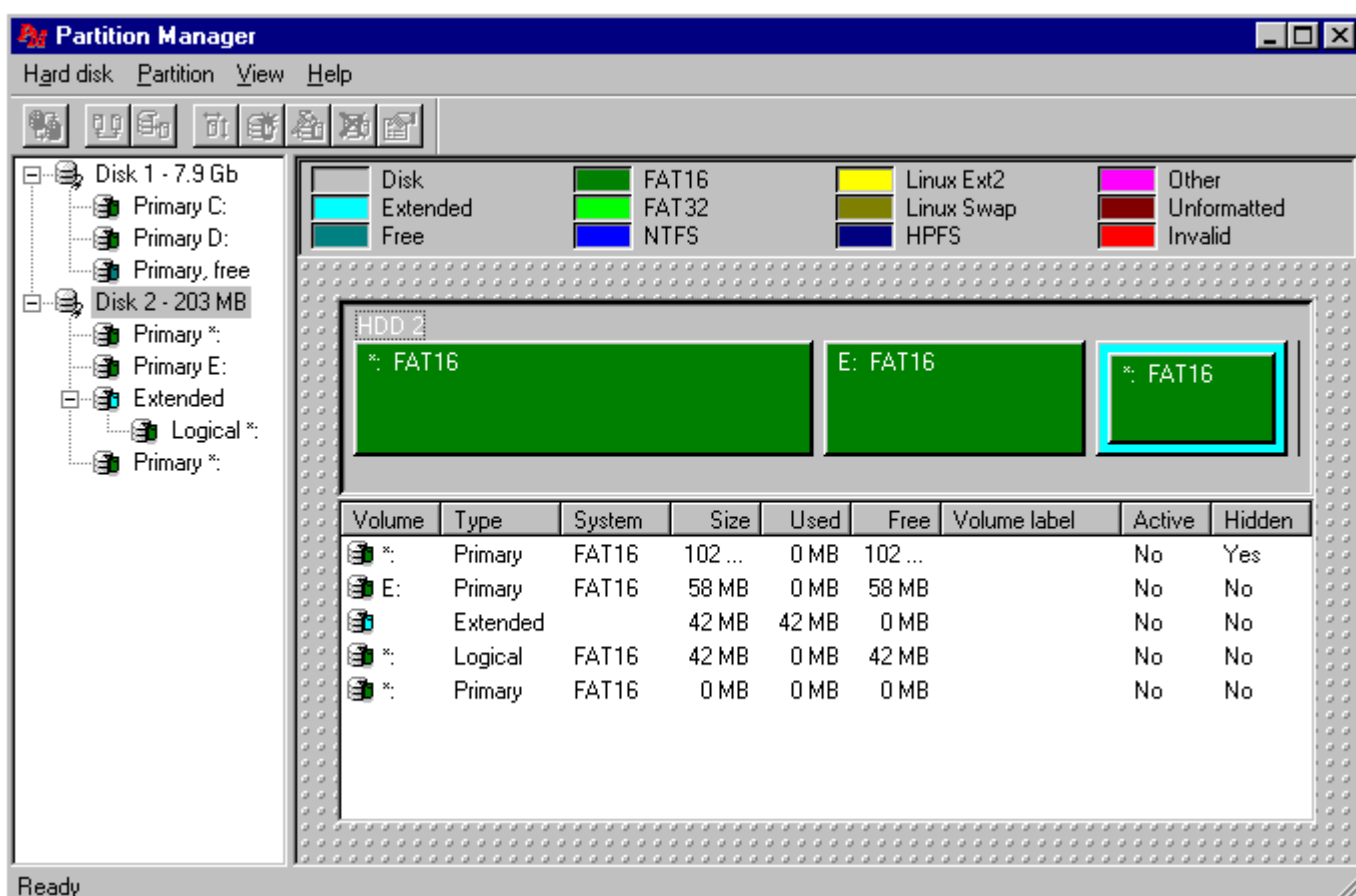 Partition Manager
Hard disk Partition View Help
Disk 1 - 7.9 Gb
Primary C:
Primary D:
Primary, free
Disk 2 - 203 MB
Primary *:
Primary E:
Extended
Logical *:
Primary *:
Disk FAT16 Linux Ext2 Other
Extended FAT32 Linux Swap Unformatted
Free NTFS HPFS Invalid
HDD 2
*: FAT16 E: FAT16 *: FAT16
Volume Type System Size Used Free Volume label Active Hidden
*: Primary FAT16 102 ... 0 MB 102 ... No Yes
E: Primary FAT16 58 MB 0 MB 58 MB No No
Extended 42 MB 42 MB 0 MB No No
*: Logical FAT16 42 MB 0 MB 42 MB No No
*: Primary FAT16 0 MB 0 MB 0 MB No No
Ready